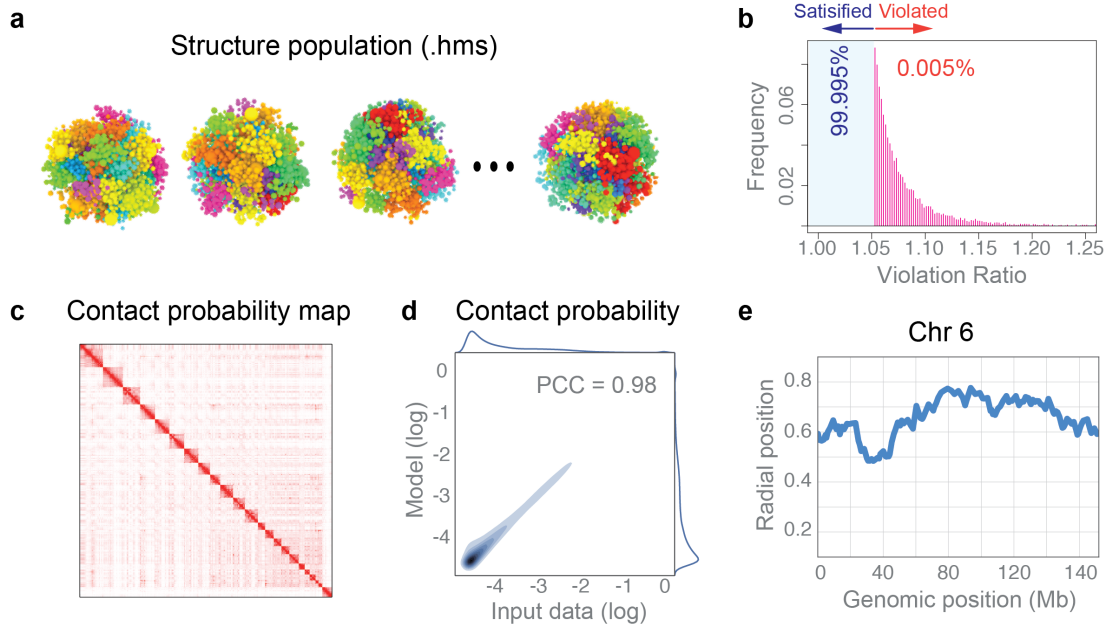 a
Structure population (.hms)
b
Satisified
Violated
99.995%
0.005%
Frequency
0.06
0.02
1.00 1.05 1.10 1.15 1.20 1.25
Violation Ratio
c
Contact probability map
d
Contact probability
PCC = 0.98
Model (log)
0
-1
-2
-3
-4
-4 -3 -2 -1 0
Input data (log)
e
Chr 6
Radial position
0.8
0.6
0.4
0.2
0 40 80 120 140
Genomic position (Mb)